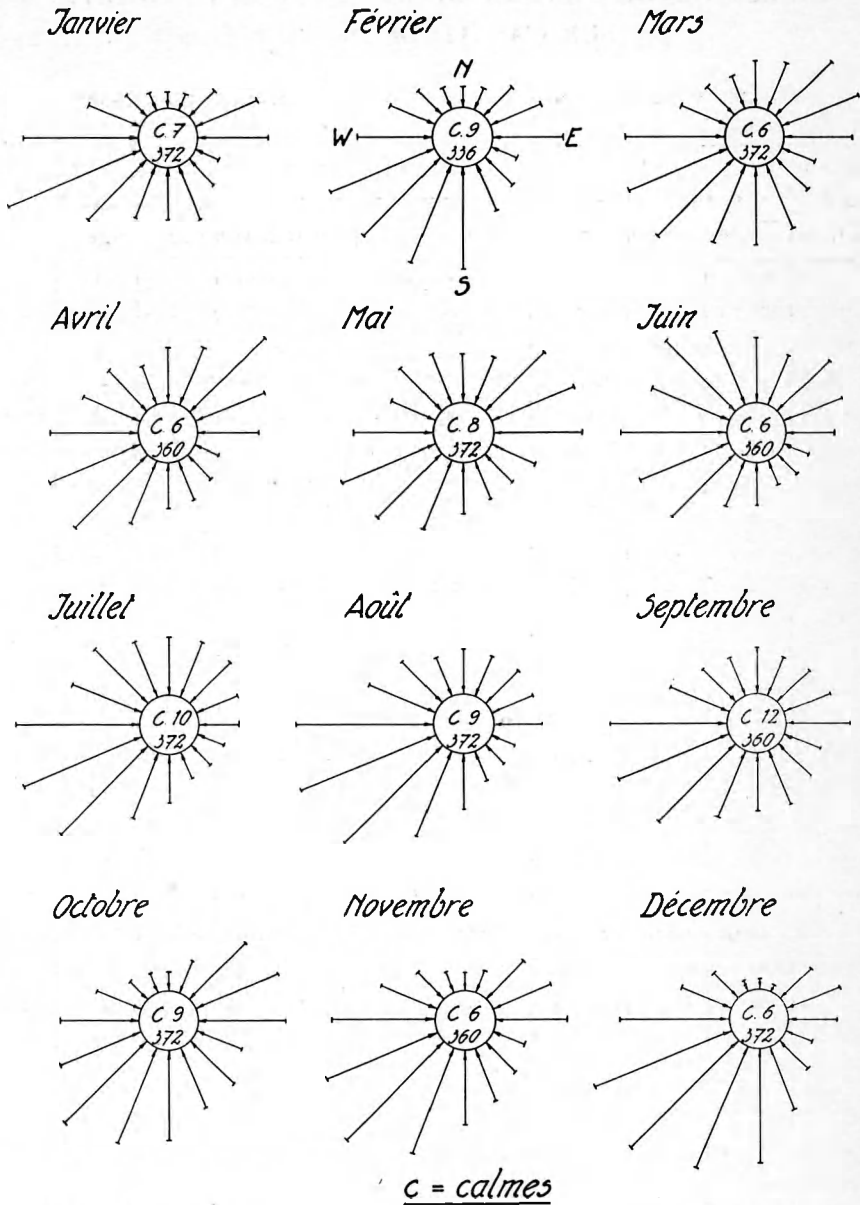 Janvier
C. 7
372
Février
N
W
C. 9
336
E
S
Mars
C. 6
372
Avril
C. 6
360
Mai
C. 8
372
Juin
C. 6
360
Juillet
C. 10
372
Août
C 9
372
Septembre
C 12
360
Octobre
C 9
372
Novembre
C 6
360
Décembre
C. 6
372
C = calmes